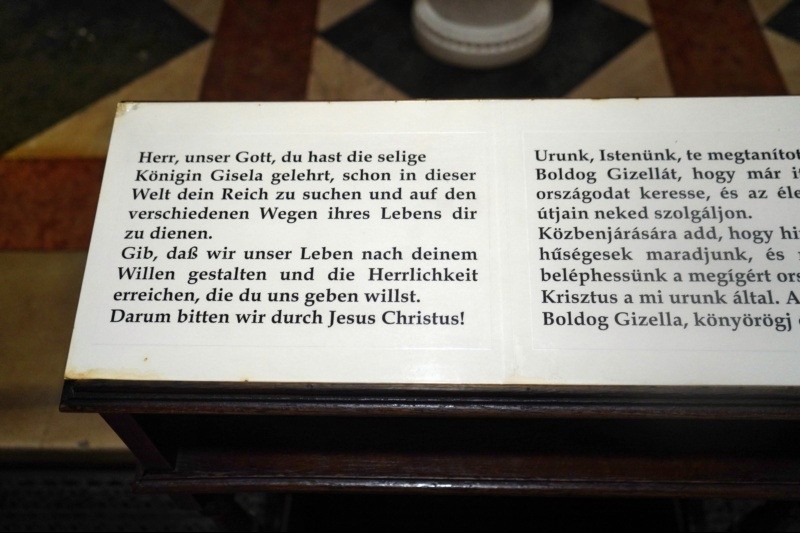 Herr, unser Gott, du hast die selige
Königin Gisela gelehrt, schon in dieser
Welt dein Reich zu suchen und auf den
verschiedenen Wegen ihres Lebens dir
zu dienen.
Gib, daß wir unser Leben nach deinem
Willen gestalten und die Herrlichkeit
erreichen, die du uns geben willst.
Darum bitten wir durch Jesus Christus!
Urunk, Istenünk, te
Boldog Gizellát, hogy már
országodat keresse, és az
útjain neked szolgáljon.
Közbenjárására add, hogy
hűségesek maradjunk, és
beléphessünk a megígért
Krisztus a mi urunk által.
Boldog Gizella, könyörögj